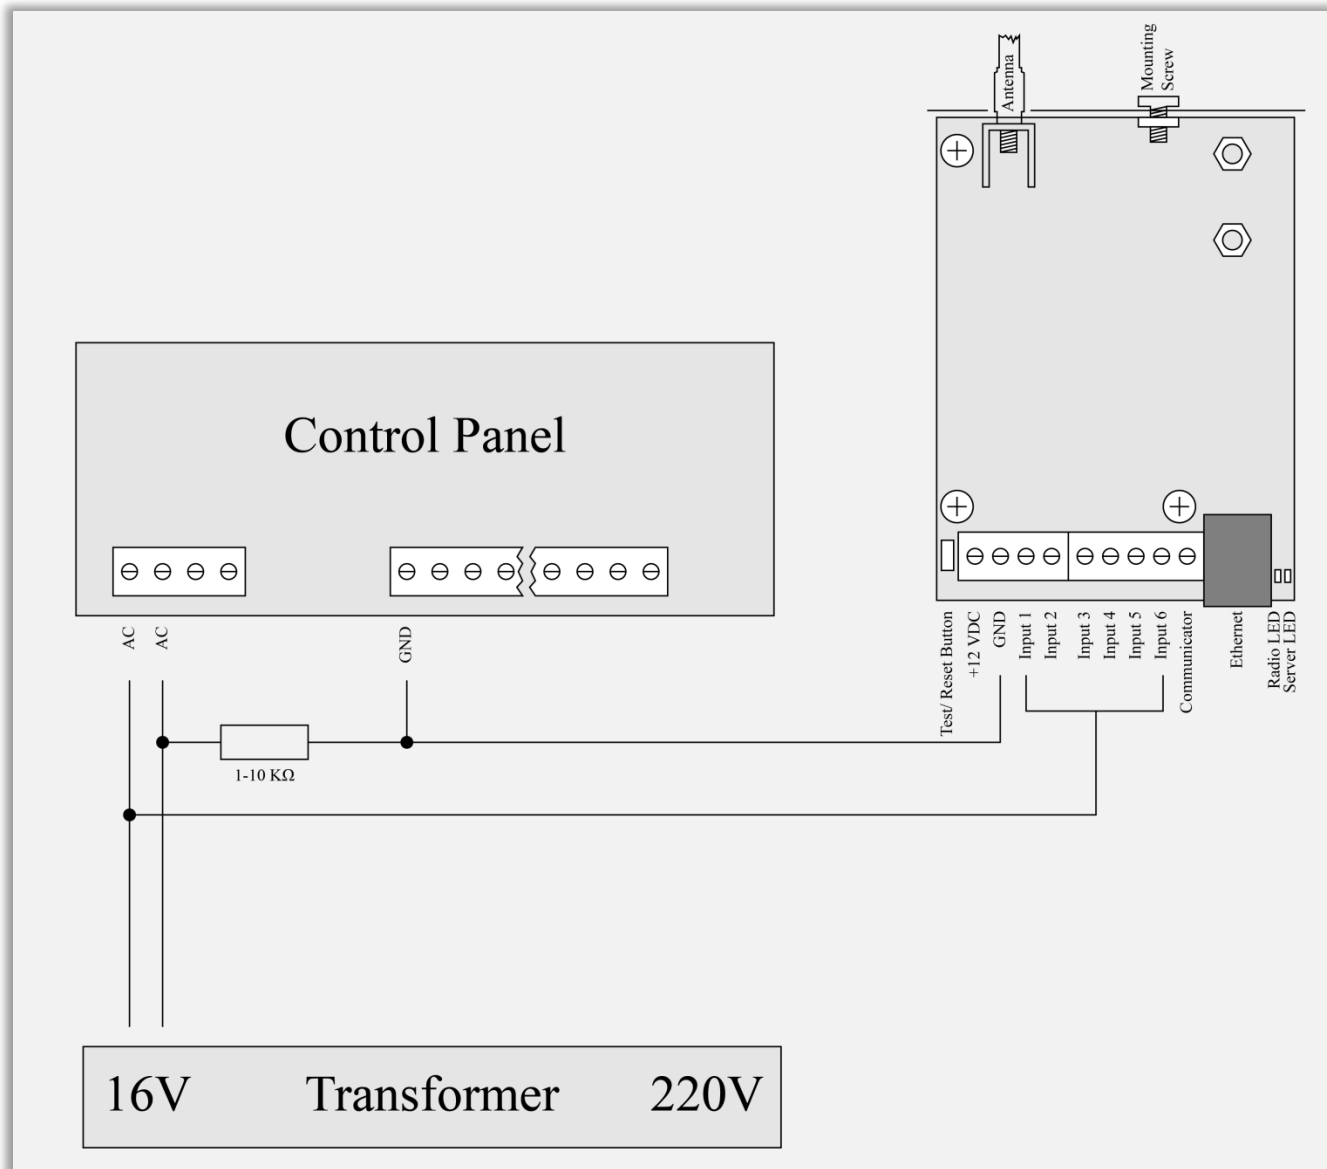 Mounting
Screw
Antenna
Control Panel
AC
AC
GND
Test/ Reset Button
+12 VDC
GND
Input 1
Input 2
Input 3
Input 4
Input 5
Input 6
Communicator
Ethernet
Radio LED
Server LED
1-10 KΩ
16V
Transformer
220V